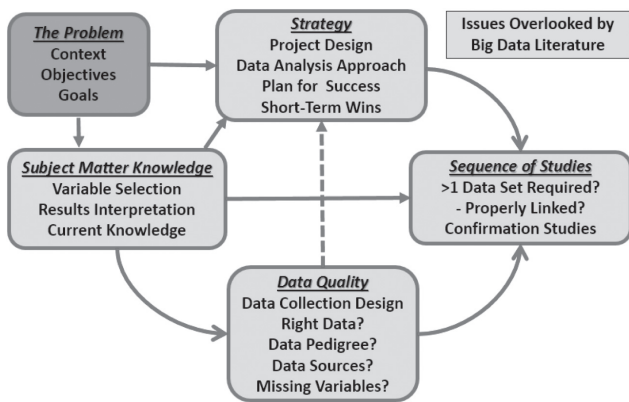 The Problem
Context
Objectives
Goals
Strategy
Project Design
Data Analysis Approach
Plan for Success
Short-Term Wins
Issues Overlooked by
Big Data Literature
Subject Matter Knowledge
Variable Selection
Results Interpretation
Current Knowledge
Sequence of Studies
>1 Data Set Required?
- Properly Linked?
Confirmation Studies
Data Quality
Data Collection Design
Right Data?
Data Pedigree?
Data Sources?
Missing Variables?